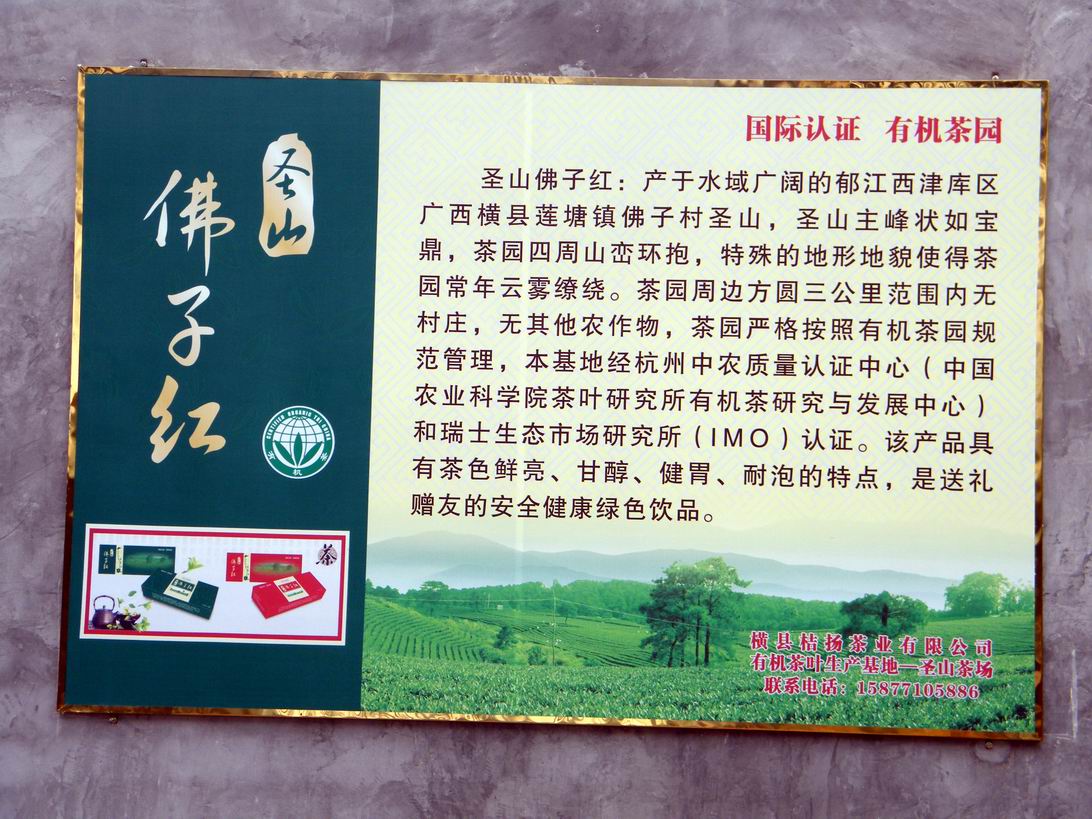 圣山
佛子红
CERTIFIED ORGANIC TEA CHINA
有机茶
茶
国际认证 有机茶园
圣山佛子红：产于水域广阔的郁江西津库区
广西横县莲塘镇佛子村圣山，圣山主峰状如宝
鼎，茶园四周山峦环抱，特殊的地形地貌使得茶
园常年云雾缭绕。茶园周边方圆三公里范围内无
村庄，无其他农作物，茶园严格按照有机茶园规
范管理，本基地经杭州中农质量认证中心（中国
农业科学院茶叶研究所有机茶研究与发展中心）
和瑞士生态市场研究所（IMO）认证。该产品具
有茶色鲜亮、甘醇、健胃、耐泡的特点，是送礼
赠友的安全健康绿色饮品。
横县桔扬茶业有限公司
有机茶叶生产基地—圣山茶场
联系电话：15877105886